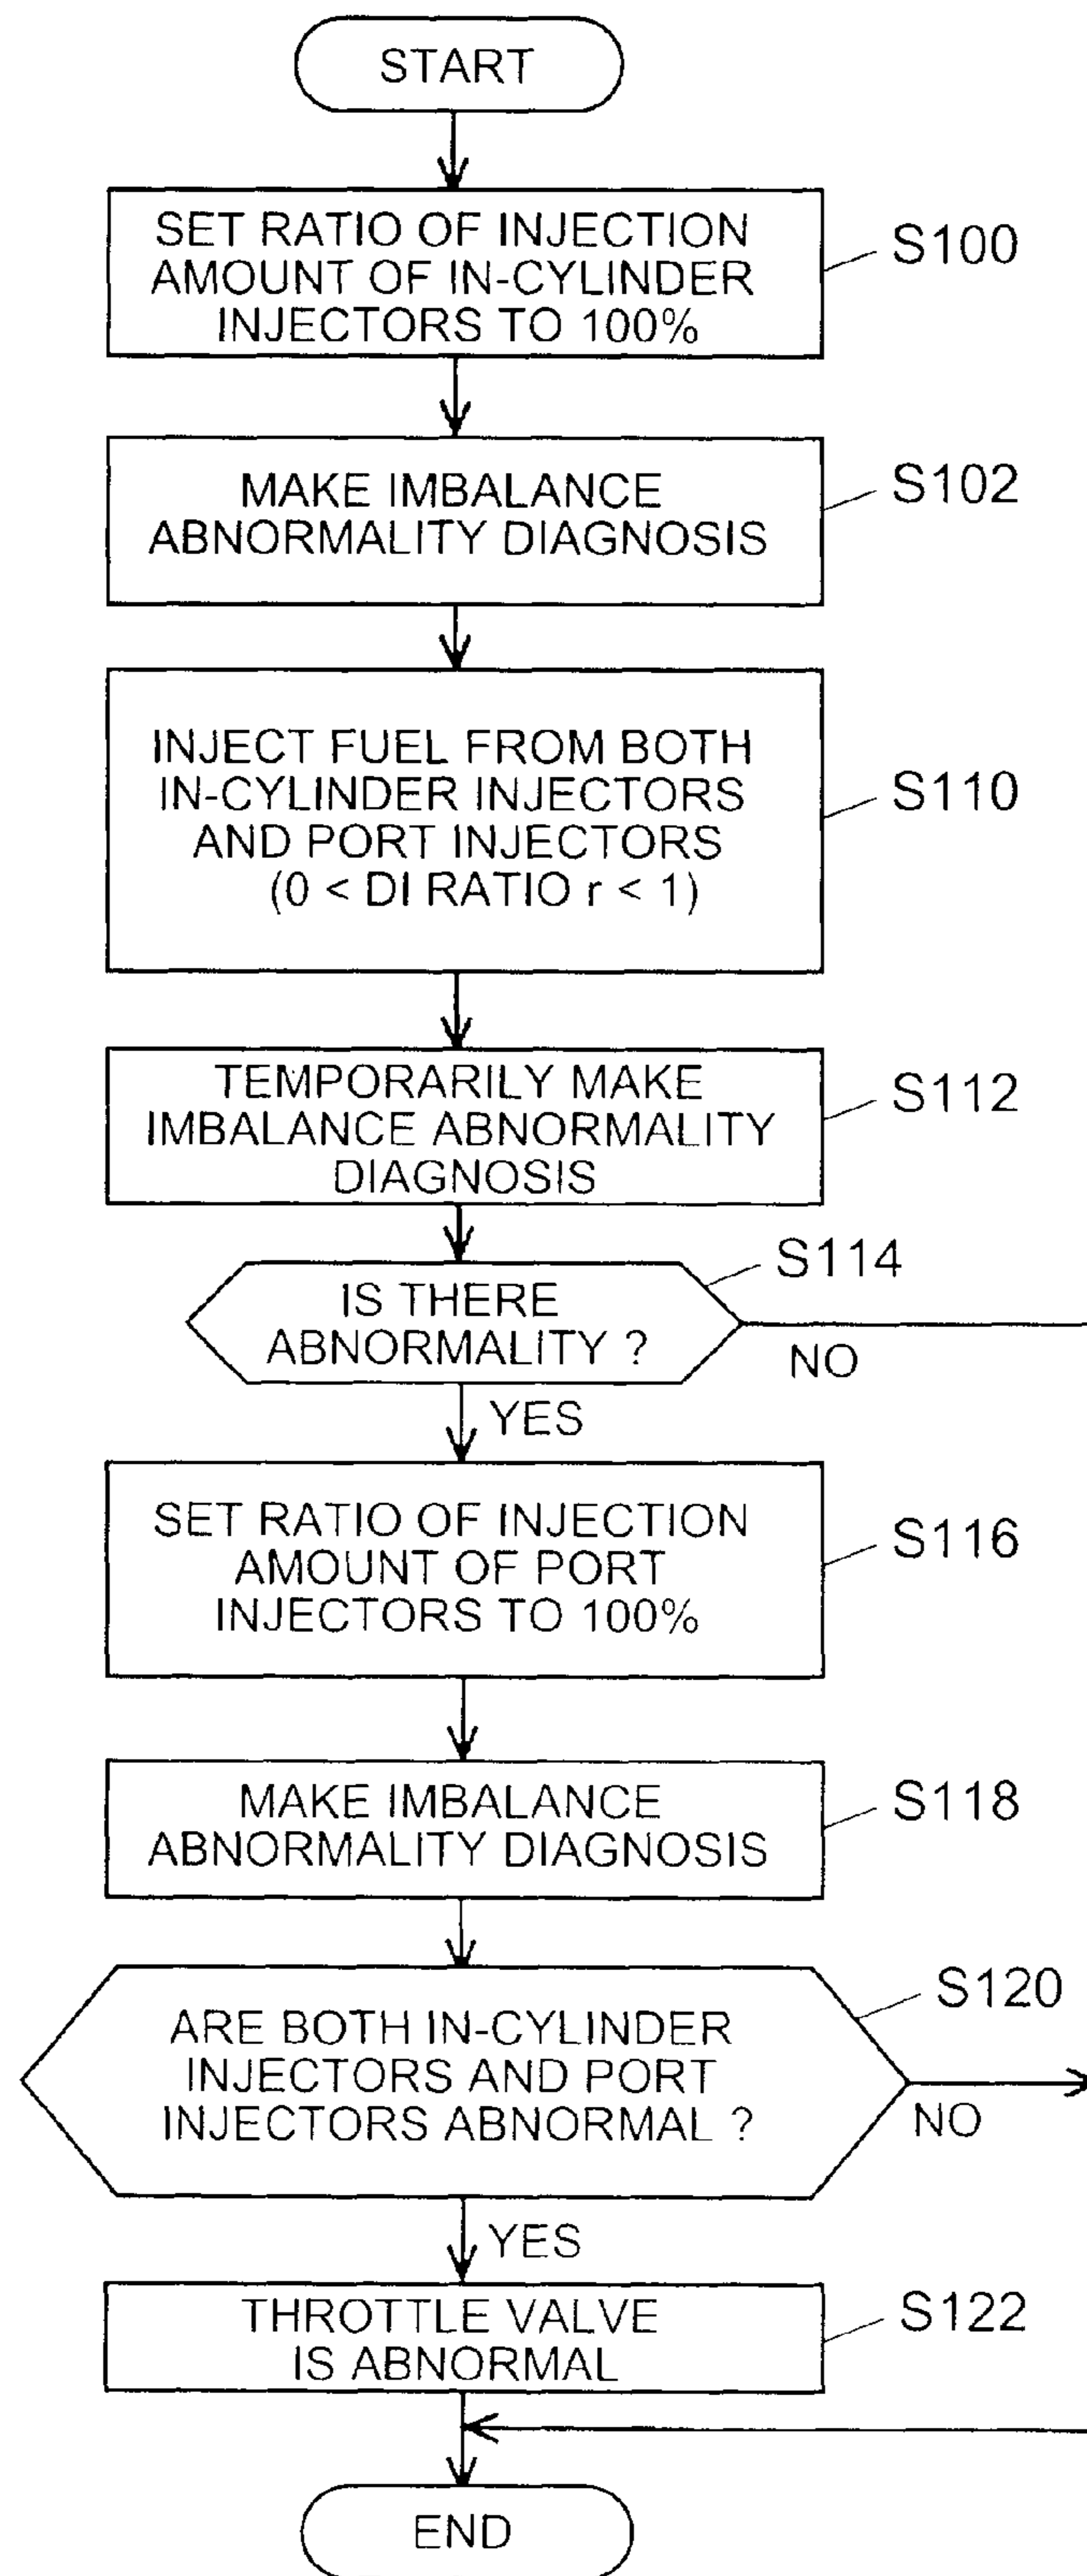 START
SET RATIO OF INJECTION
AMOUNT OF IN-CYLINDER
INJECTORS TO 100%
S100
MAKE IMBALANCE
ABNORMALITY DIAGNOSIS
S102
INJECT FUEL FROM BOTH
IN-CYLINDER INJECTORS
AND PORT INJECTORS
(0 < DI RATIO r < 1)
S110
TEMPORARILY MAKE
IMBALANCE ABNORMALITY
DIAGNOSIS
S112
IS THERE
ABNORMALITY ?
S114
NO
YES
SET RATIO OF INJECTION
AMOUNT OF PORT
INJECTORS TO 100%
S116
MAKE IMBALANCE
ABNORMALITY DIAGNOSIS
S118
ARE BOTH IN-CYLINDER
INJECTORS AND PORT
INJECTORS ABNORMAL ?
S120
NO
YES
THROTTLE VALVE
IS ABNORMAL
S122
END